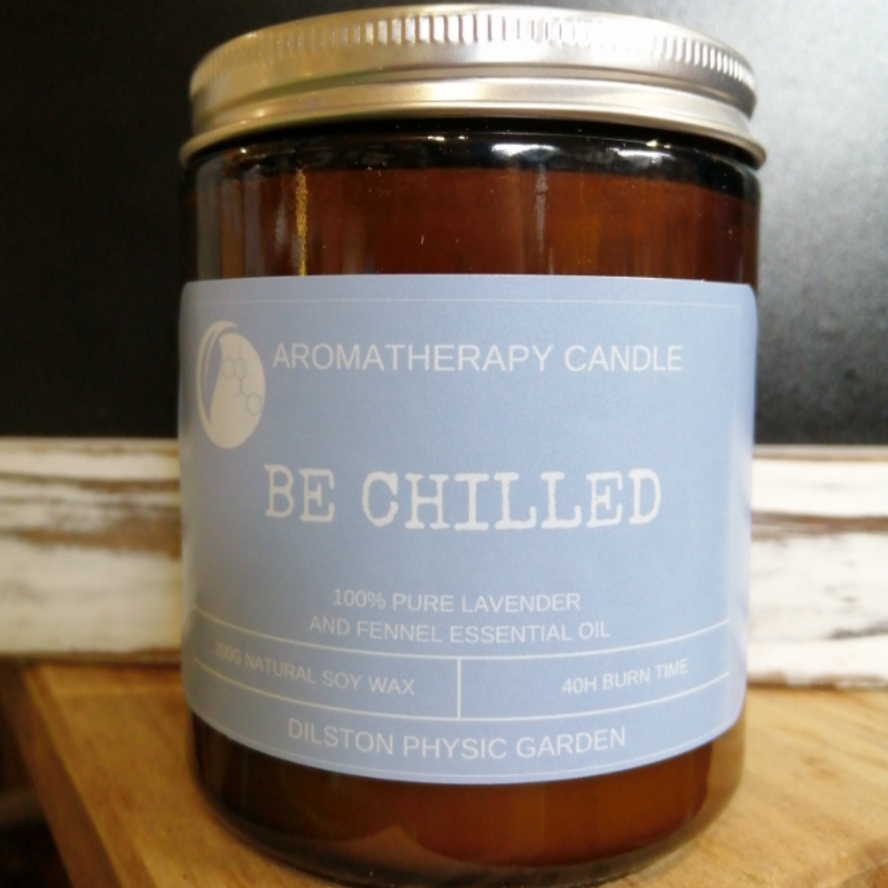 AROMATHERAPY CANDLE
BE CHILLED
100% PURE LAVENDER
AND FENNEL ESSENTIAL OIL
200G NATURAL SOY WAX
40H BURN TIME
DILSTON PHYSIC GARDEN